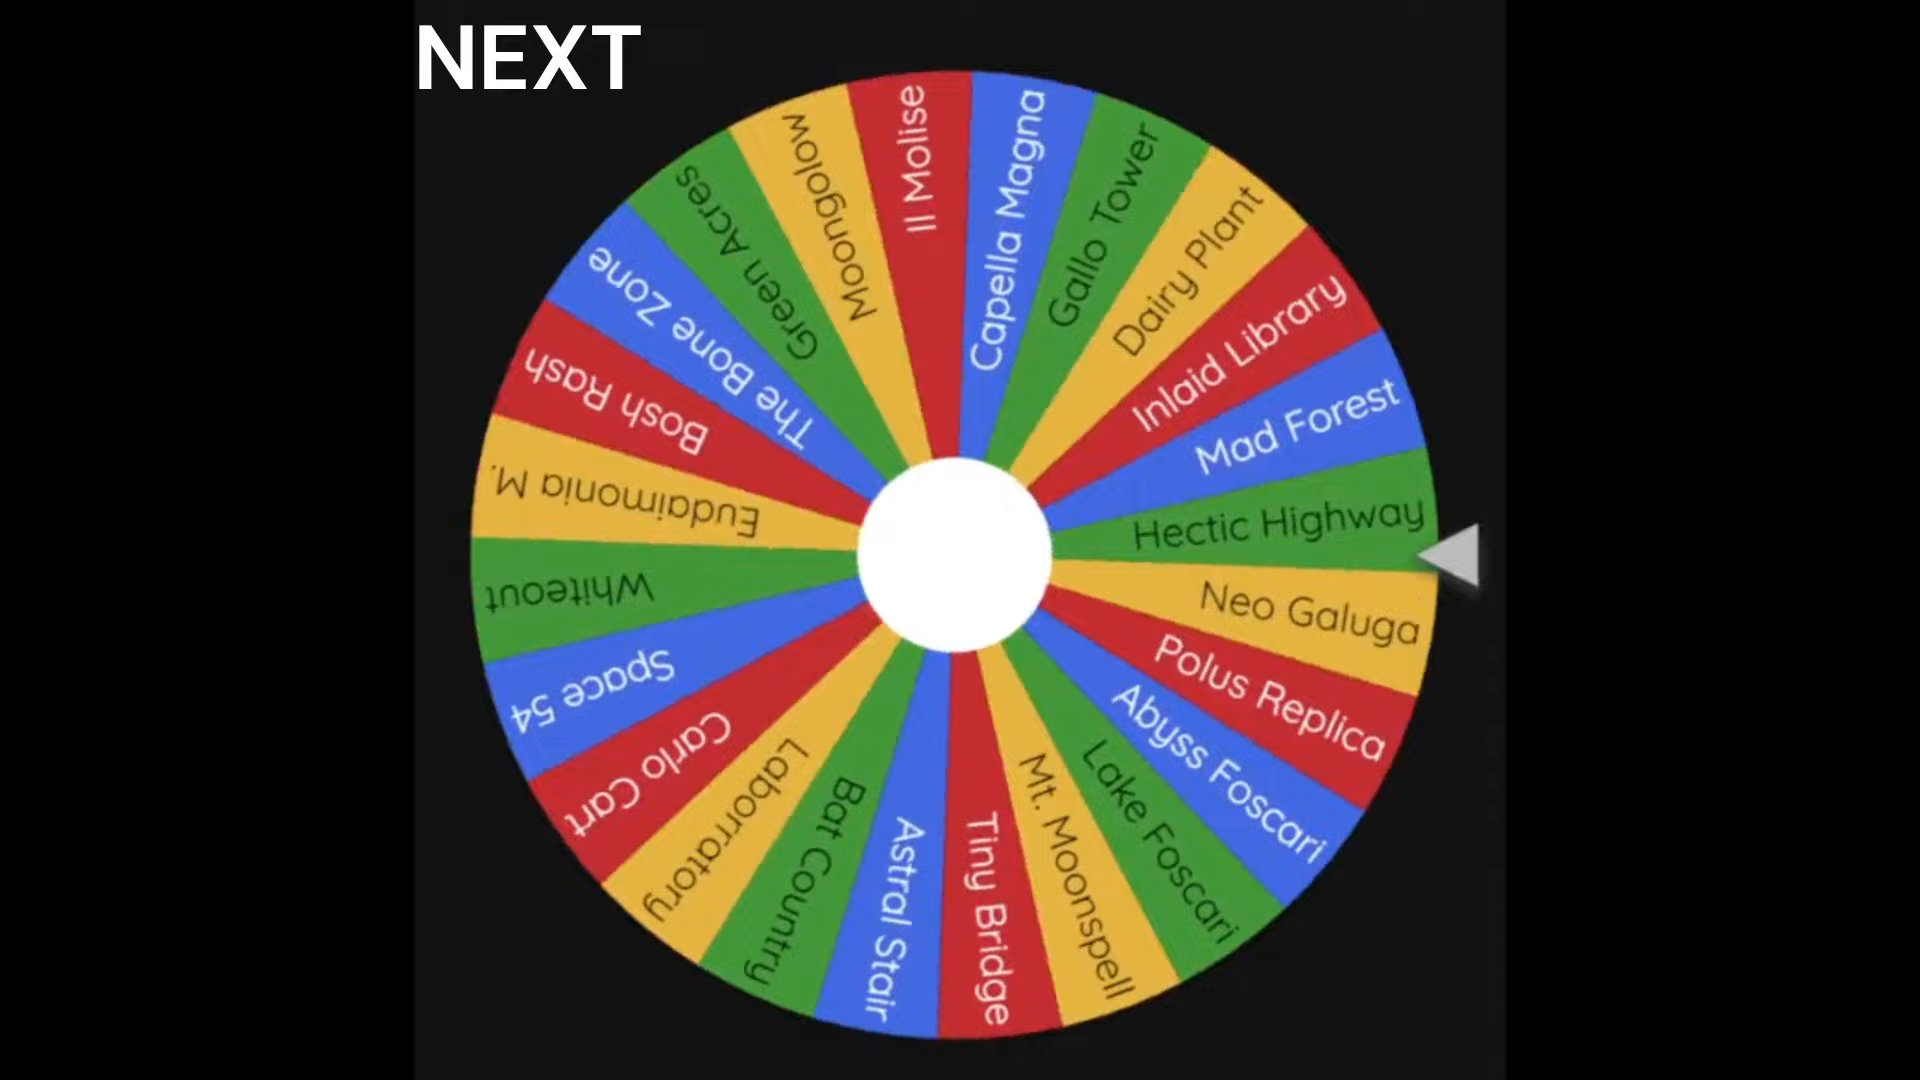 NEXT
Il Molise
Capella Magna
Gallo Tower
Dairy Plant
Inlaid Library
Mad Forest
Hectic Highway
Neo Galuga
Polus Replica
Abyss Foscari
Lake Foscari
Mt. Moonspell
Tiny Bridge
Astral Stair
Bat Country
Laborratory
Carlo Cart
Space 54
Whiteout
Eudaimonia M.
Bosh Rash
The Bone Zone
Green Acres
Moongolow